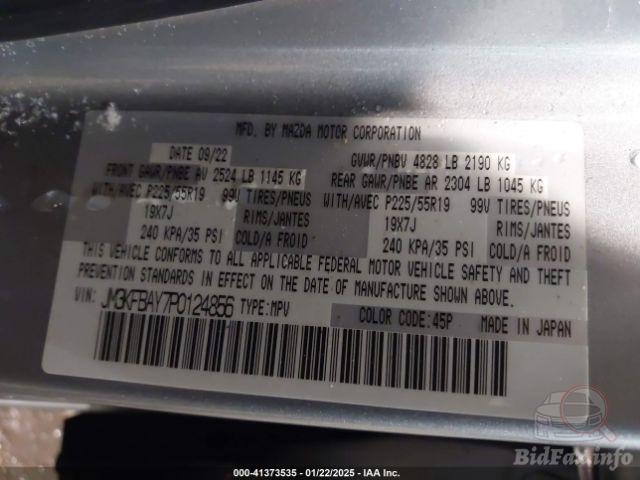 MFD. BY MAZDA MOTOR CORPORATION
DATE 09/22 GVWR/PNBV 4828 LB 2190 KG
FRONT GAWR/PNBE AV 2524 LB 1145 KG REAR GAWR/PNBE AR 2304 LB 1045 KG
WITH/AVEC P225/55R19 99V TIRES/PNEUS WITH/AVEC P225/55R19 99V TIRES/PNEUS
19X7J RIMS/JANTES 19X7J RIMS/JANTES
240 KPA/35 PSI COLD/A FROID 240 KPA/35 PSI COLD/A FROID
THIS VEHICLE CONFORMS TO ALL APPLICABLE FEDERAL MOTOR VEHICLE SAFETY AND THEFT
PREVENTION STANDARDS IN EFFECT ON THE DATE OF MANUFACTURE SHOWN ABOVE.
VIN: JM3KFBAY7P0124856 TYPE:MPV COLOR CODE:45P MADE IN JAPAN
BidFax.info
000-41373535 - 01/22/2025 - IAA Inc.